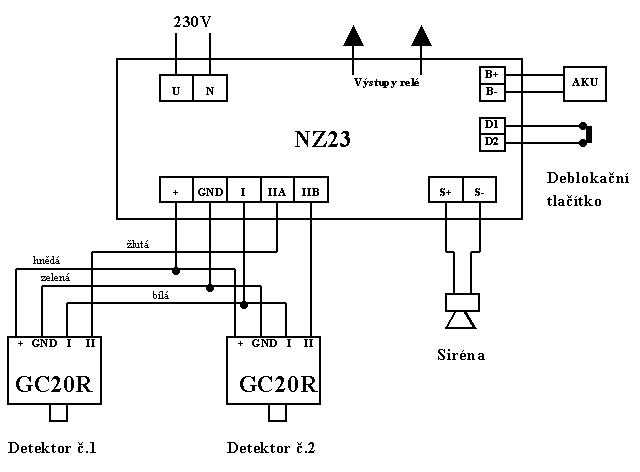 230V
U N
Výstupy relé
B+
B-
AKU
NZ23
D1
D2
Deblokační
tlačítko
+ GND I IIA IIB
S+ S-
žlutá
hnědá
zelená
bílá
Siréna
+ GND I II
GC20R
+ GND I II
GC20R
Detektor č.1
Detektor č.2